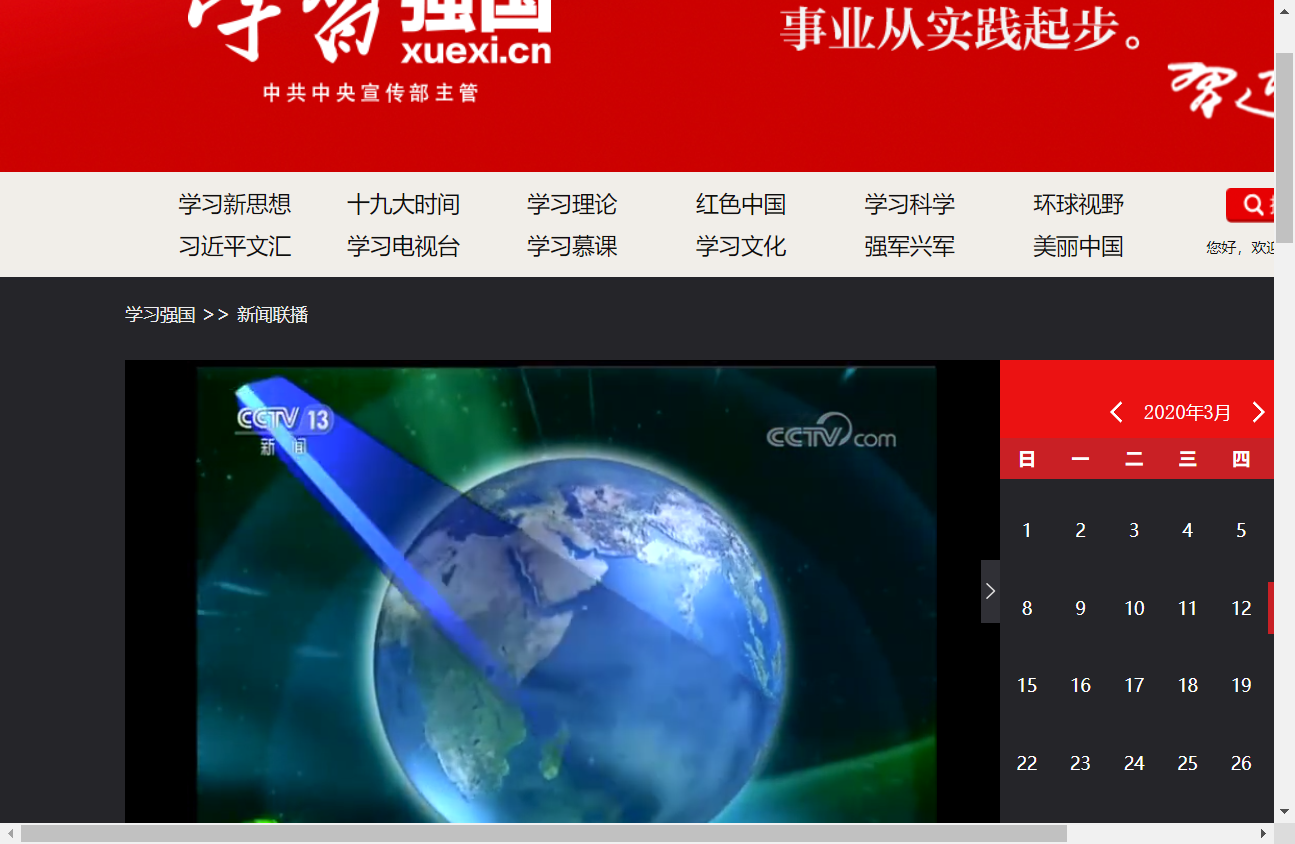 学习强国
xuexi.cn
中共中央宣传部主管
事业从实践起步。
学习新思想 十九大时间 学习理论 红色中国 学习科学 环球视野
习近平文汇 学习电视台 学习慕课 学习文化 强军兴军 美丽中国
您好，欢迎
学习强国 >> 新闻联播
CCTV 13
新闻
CCTV com
2020年3月
日 一 二 三 四
1 2 3 4 5
8 9 10 11 12
15 16 17 18 19
22 23 24 25 26